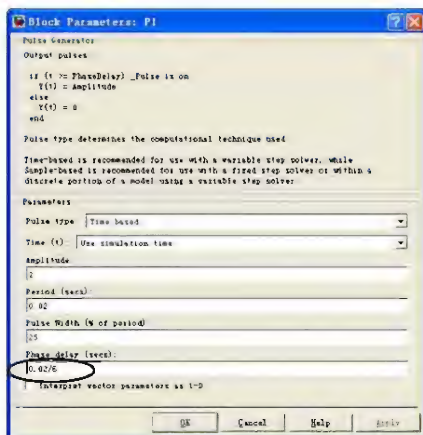 Block Parameters: P1
Pulse Generator
Output pulses
if (t >= PhaseDelay) Pulse is on
Y(t) = Amplitude
else
Y(t) = 0
end
Pulse type determines the computational technique used
Time-based is recommended for use with a variable step solver, while
Sample-based is recommended for use with a fixed step solver or within a
discrete portion of a model using a variable step solver
Parameters
Pulse type Time based
Time (t): Use simulation time
Amplitude
2
Period (secs)
0.02
Pulse Width (% of period)
25
Phase delay (secs):
0.02/6
Interpret vector parameters as 1-D
OK Cancel Help Apply